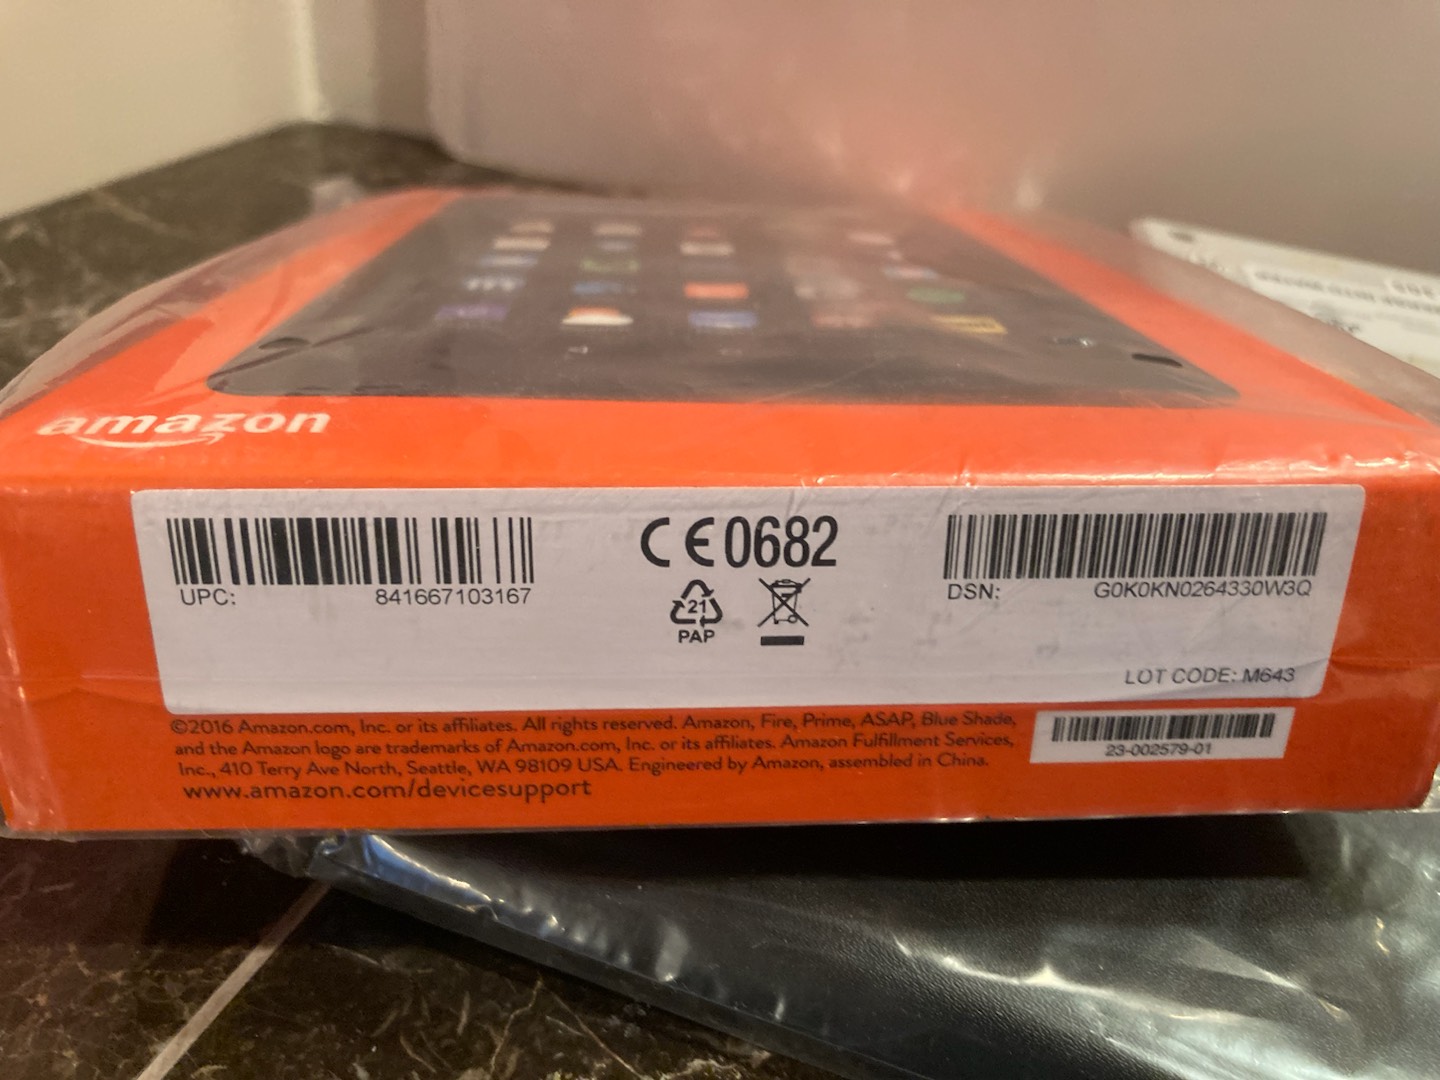 amazon
UPC: 841667103167
CE0682
21
PAP
DSN: G0K0KN0264330W3Q
LOT CODE: M643
©2016 Amazon.com, Inc. or its affiliates. All rights reserved. Amazon, Fire, Prime, ASAP, Blue Shade,
and the Amazon logo are trademarks of Amazon.com, Inc. or its affiliates. Amazon Fulfillment Services,
Inc., 410 Terry Ave North, Seattle, WA 98109 USA. Engineered by Amazon, assembled in China.
www.amazon.com/devicesupport
23-002579-01